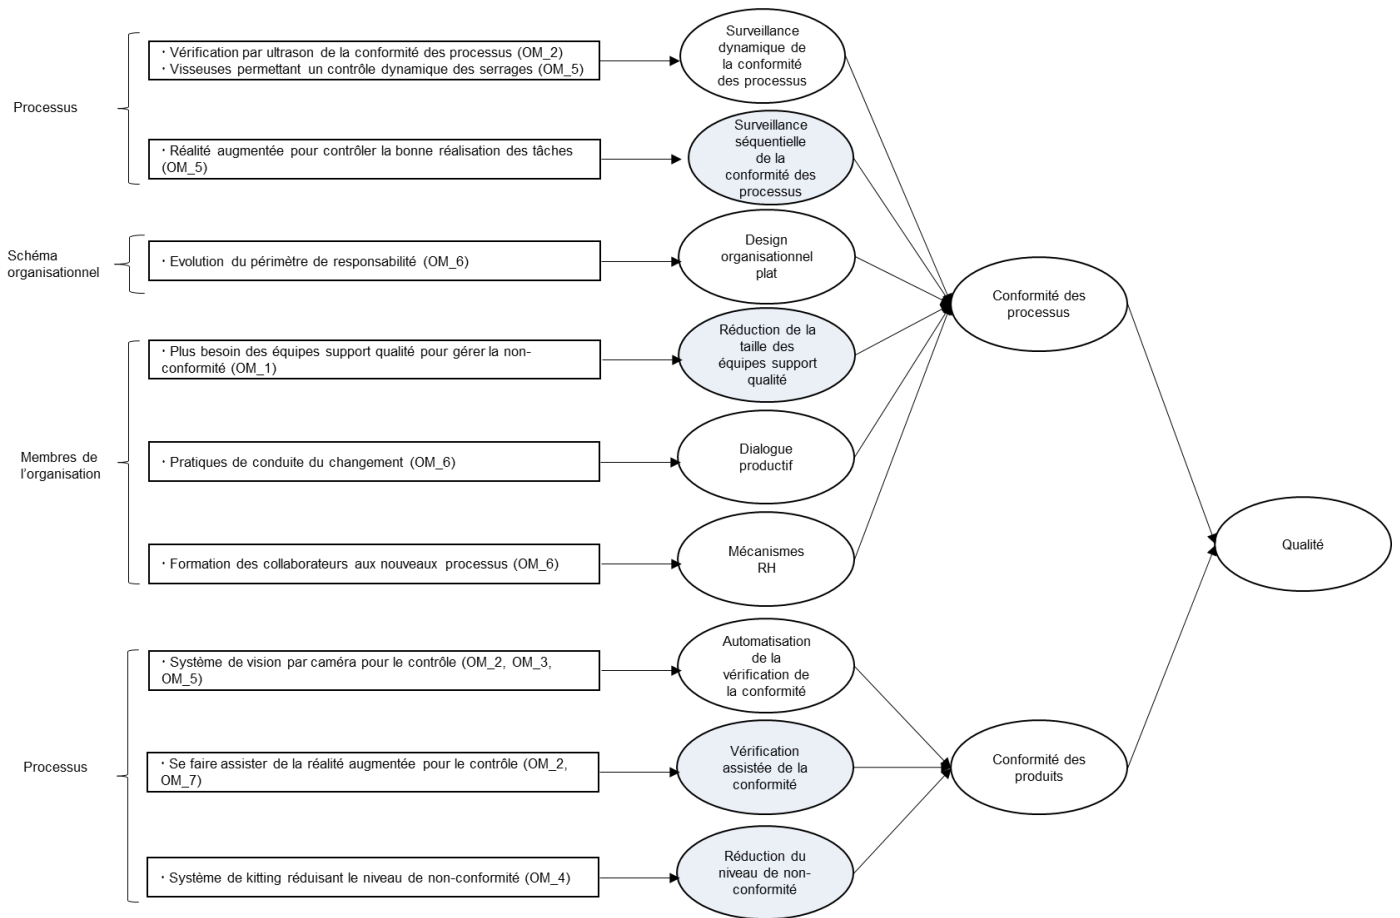 Processus
· Vérification par ultrason de la conformité des processus (OM_2)
· Visseuses permettant un contrôle dynamique des serrages (OM_5)
Surveillance
dynamique de
la conformité
des processus
· Réalité augmentée pour contrôler la bonne réalisation des tâches
(OM_5)
Surveillance
séquentielle
de la
conformité des
processus
Schéma
organisationnel
· Evolution du périmètre de responsabilité (OM_6)
Design
organisationnel
plat
Membres de
l'organisation
· Plus besoin des équipes support qualité pour gérer la non-
conformité (OM_1)
Réduction de la
taille des
équipes support
qualité
· Pratiques de conduite du changement (OM_6)
Dialogue
productif
· Formation des collaborateurs aux nouveaux processus (OM_6)
Mécanismes
RH
Conformité des
processus
Processus
· Système de vision par caméra pour le contrôle (OM_2, OM_3,
OM_5)
Automatisation
de la
vérification de
la conformité
· Se faire assister de la réalité augmentée pour le contrôle (OM_2,
OM_7)
Vérification
assistée de la
conformité
· Système de kitting réduisant le niveau de non-conformité (OM_4)
Réduction du
niveau de non-
conformité
Conformité des
produits
Qualité